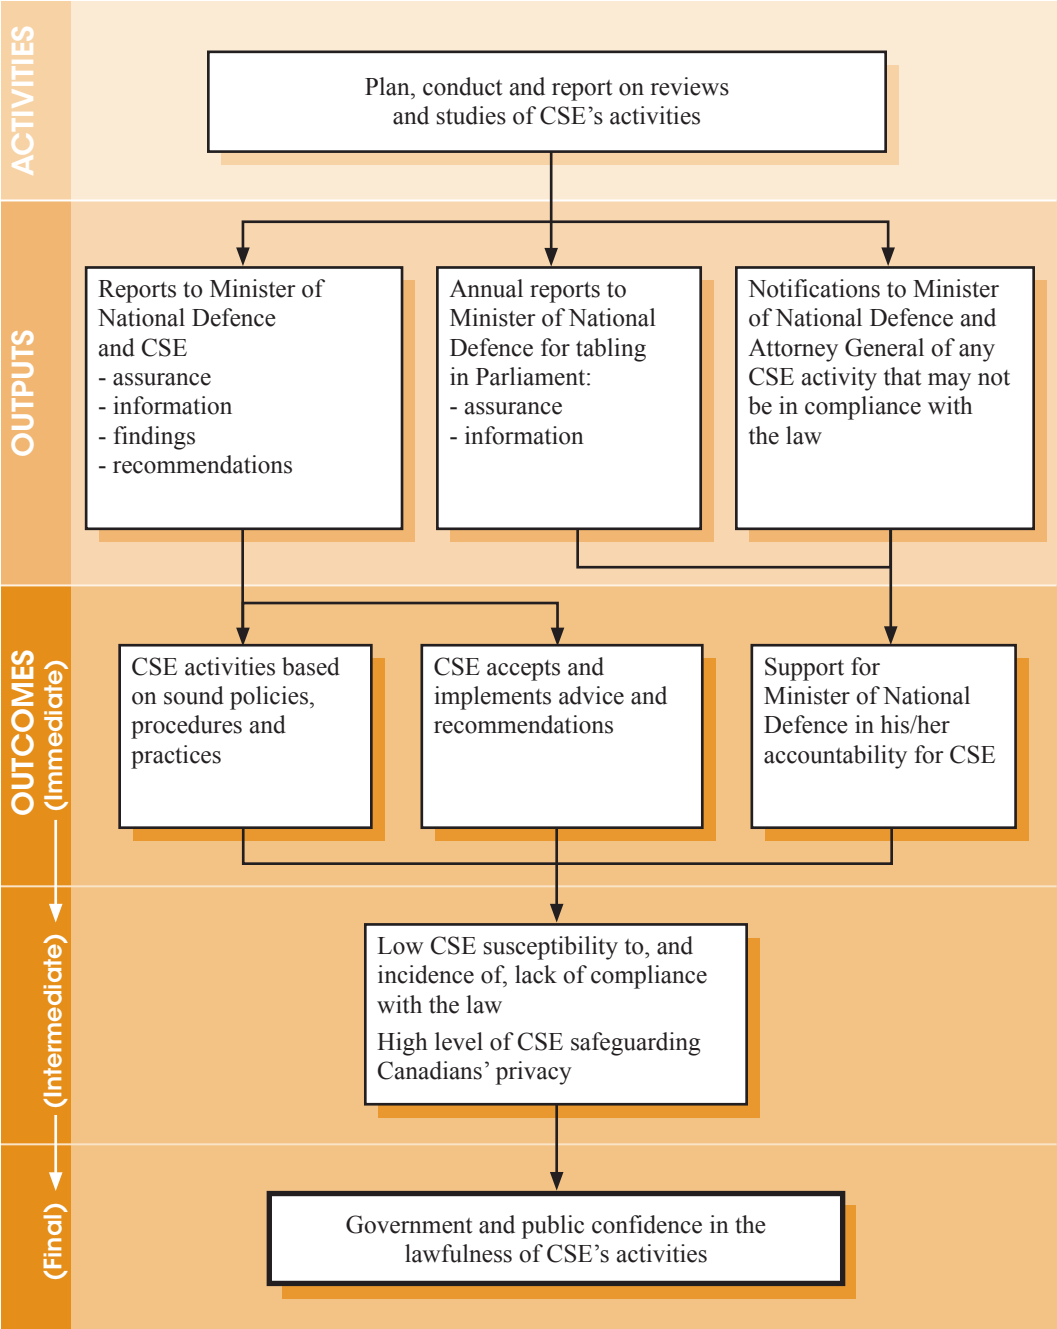 ACTIVITIES
Plan, conduct and report on reviews
and studies of CSE’s activities
OUTPUTS
Reports to Minister of
National Defence
and CSE
- assurance
- information
- findings
- recommendations
Annual reports to
Minister of National
Defence for tabling
in Parliament:
- assurance
- information
Notifications to Minister
of National Defence and
Attorney General of any
CSE activity that may not
be in compliance with
the law
OUTCOMES
(Immediate)
CSE activities based
on sound policies,
procedures and
practices
CSE accepts and
implements advice and
recommendations
Support for
Minister of National
Defence in his/her
accountability for CSE
(Intermediate)
Low CSE susceptibility to, and
incidence of, lack of compliance
with the law
High level of CSE safeguarding
Canadians’ privacy
(Final)
Government and public confidence in the
lawfulness of CSE’s activities